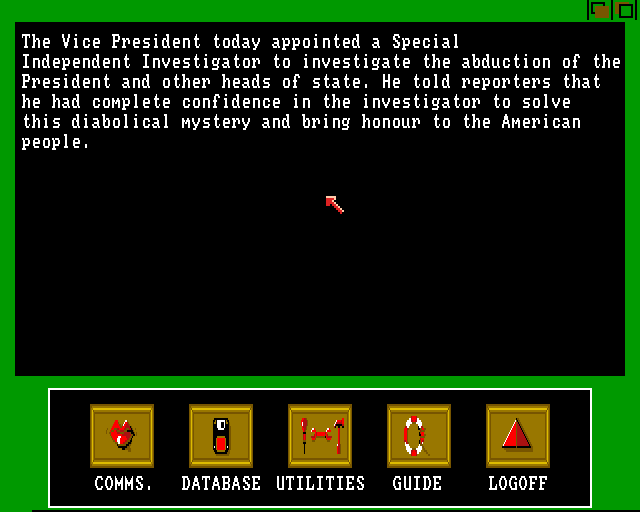 The Vice President today appointed a Special
Independent Investigator to investigate the abduction of the
President and other heads of state. He told reporters that
he had complete confidence in the investigator to solve
this diabolical mystery and bring honour to the American
people.
COMMS. DATABASE UTILITIES GUIDE LOGOFF